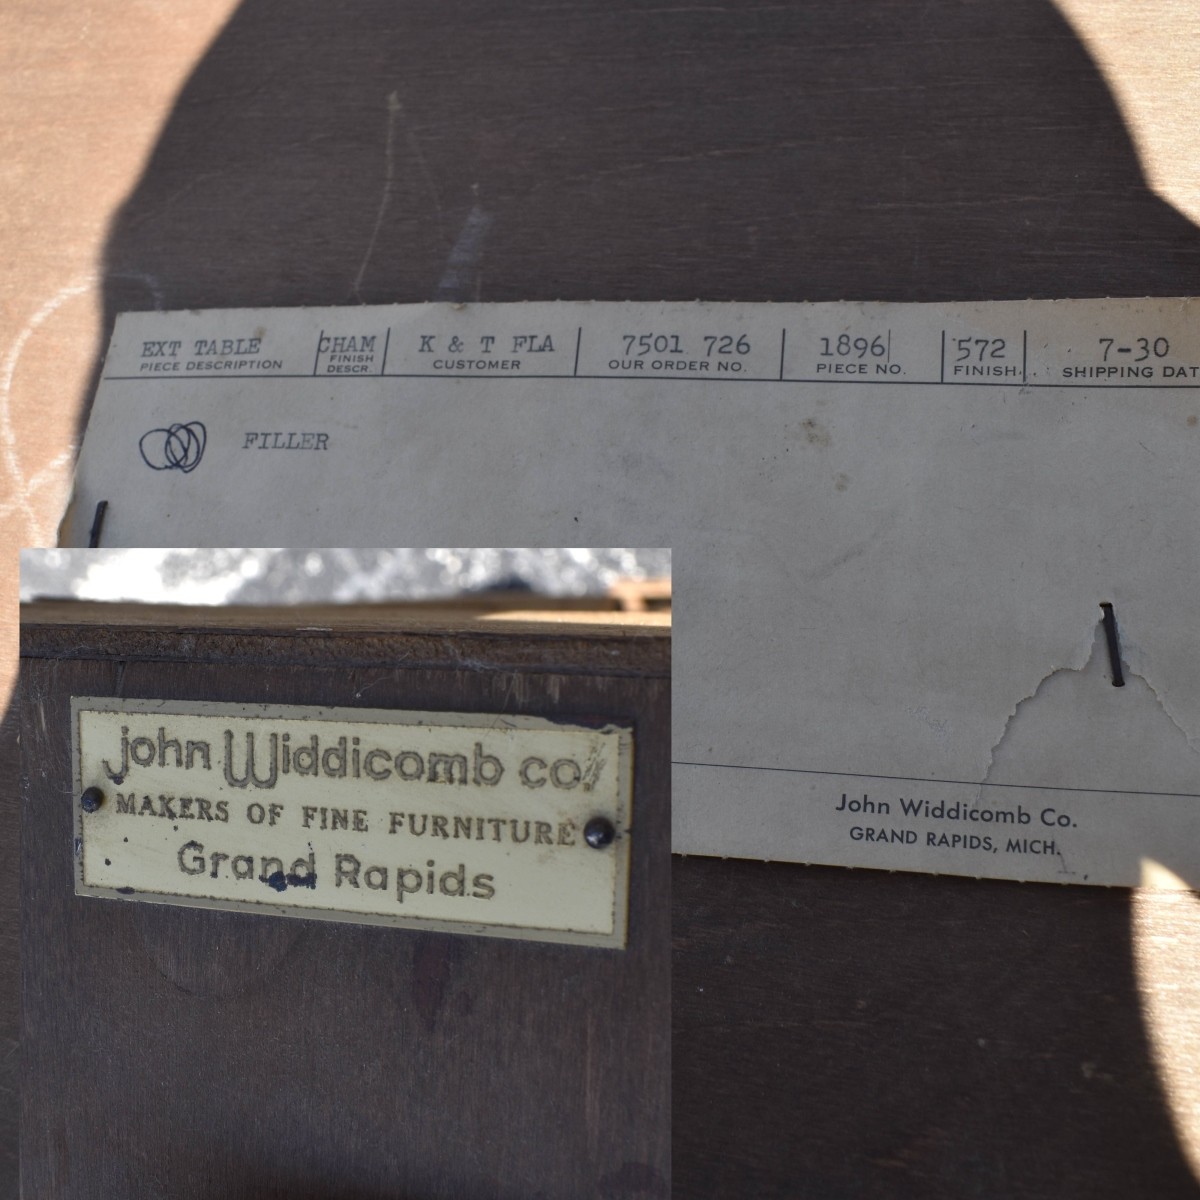 EXT TABLE CHAM K & T FLA 7501 726 1896 572 7-30
PIECE DESCRIPTION FINISH DESCR. CUSTOMER OUR ORDER NO. PIECE NO. FINISH SHIPPING DAT
FILLER
John Widdicomb Co.
GRAND RAPIDS, MICH.
john Widdicomb co.
MAKERS OF FINE FURNITURE
Grand Rapids